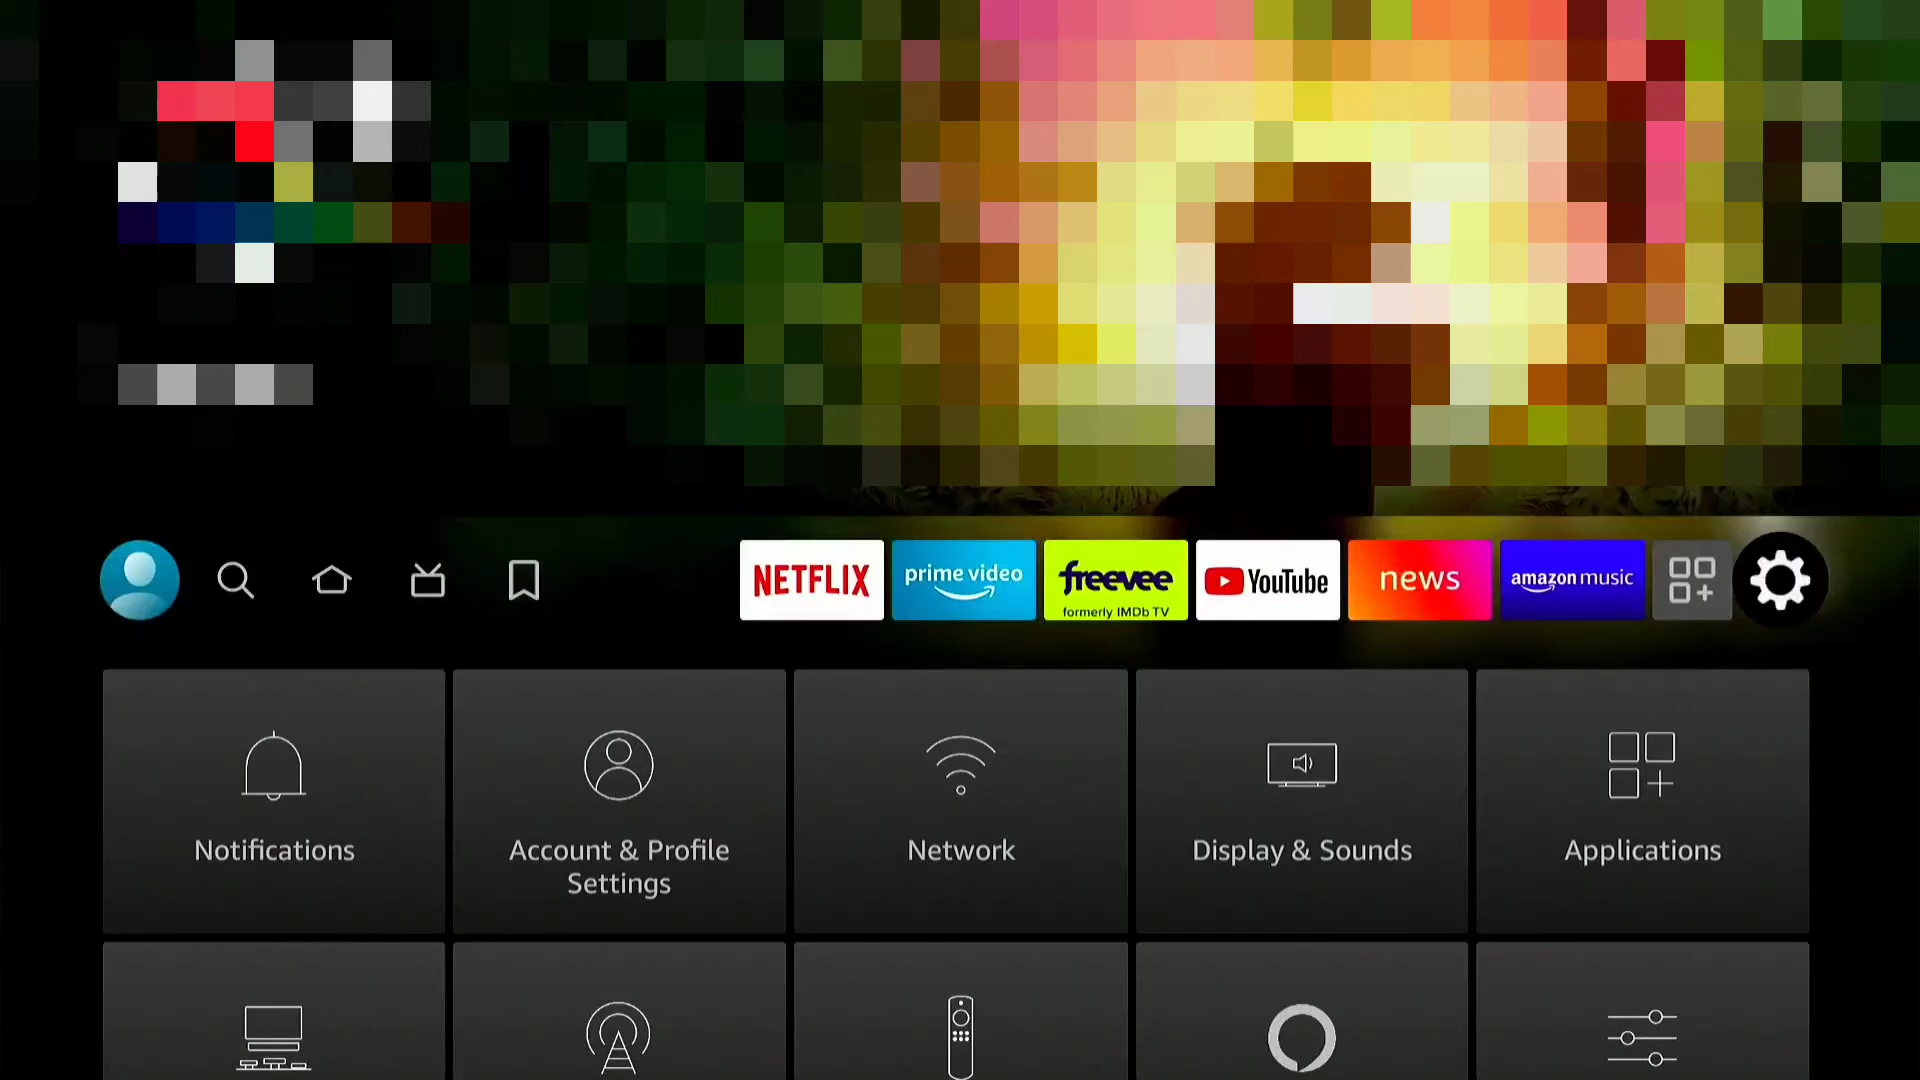 NETFLIX
prime video
freevee
formerly IMDb TV
YouTube
news
amazon music
Notifications
Account & Profile
Settings
Network
Display & Sounds
Applications